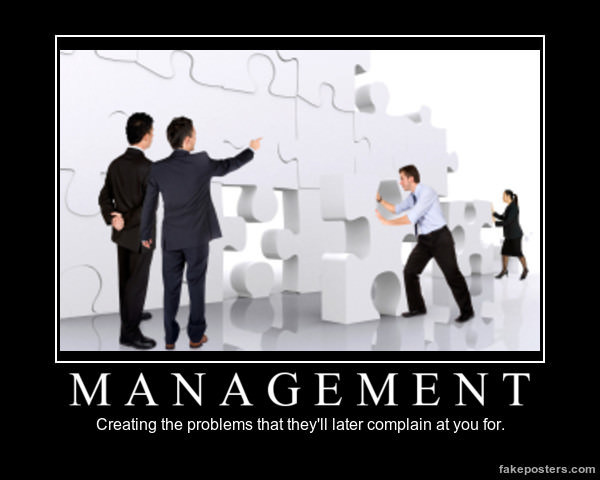 MANAGEMENT
Creating the problems that they'll later complain at you for.
fakeposters.com